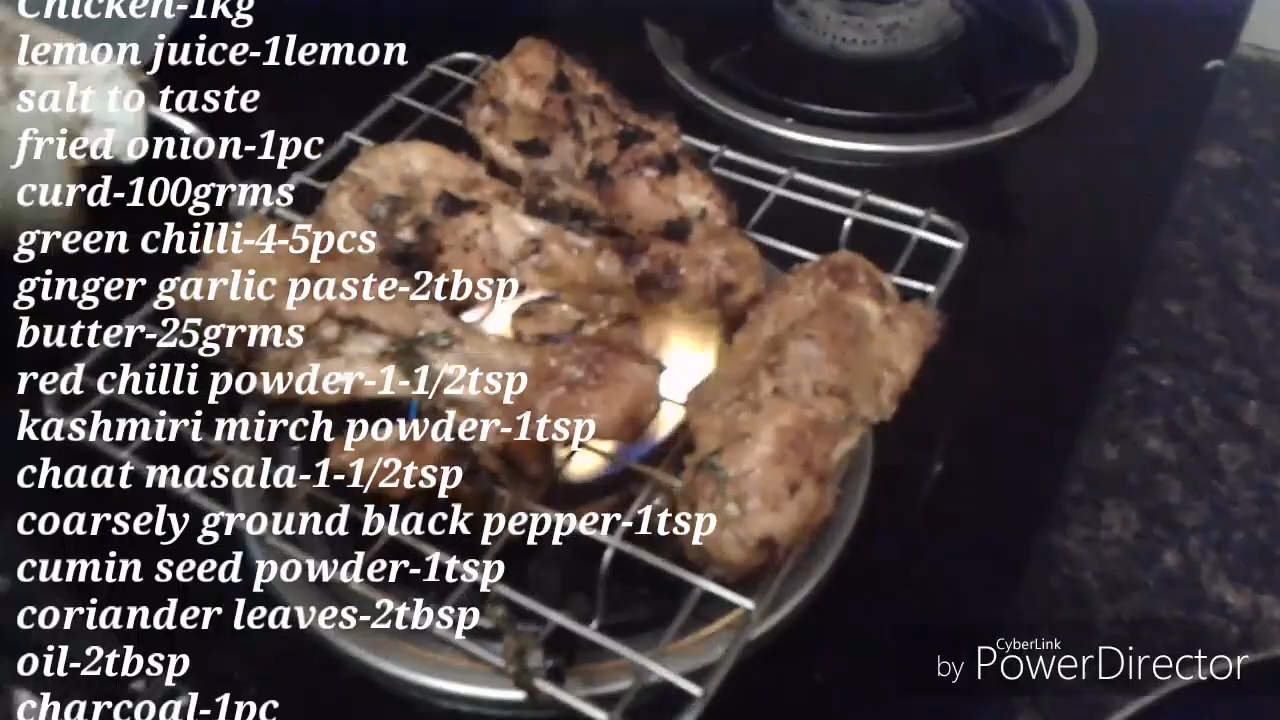 Chicken-1kg
lemon juice-1lemon
salt to taste
fried onion-1pc
curd-100grms
green chilli-4-5pcs
ginger garlic paste-2tbsp
butter-25grms
red chilli powder-1-1/2tsp
kashmiri mirch powder-1tsp
chaat masala-1-1/2tsp
coarsely ground black pepper-1tsp
cumin seed powder-1tsp
coriander leaves-2tbsp
oil-2tbsp
charcoal-1pc
CyberLink
by PowerDirector